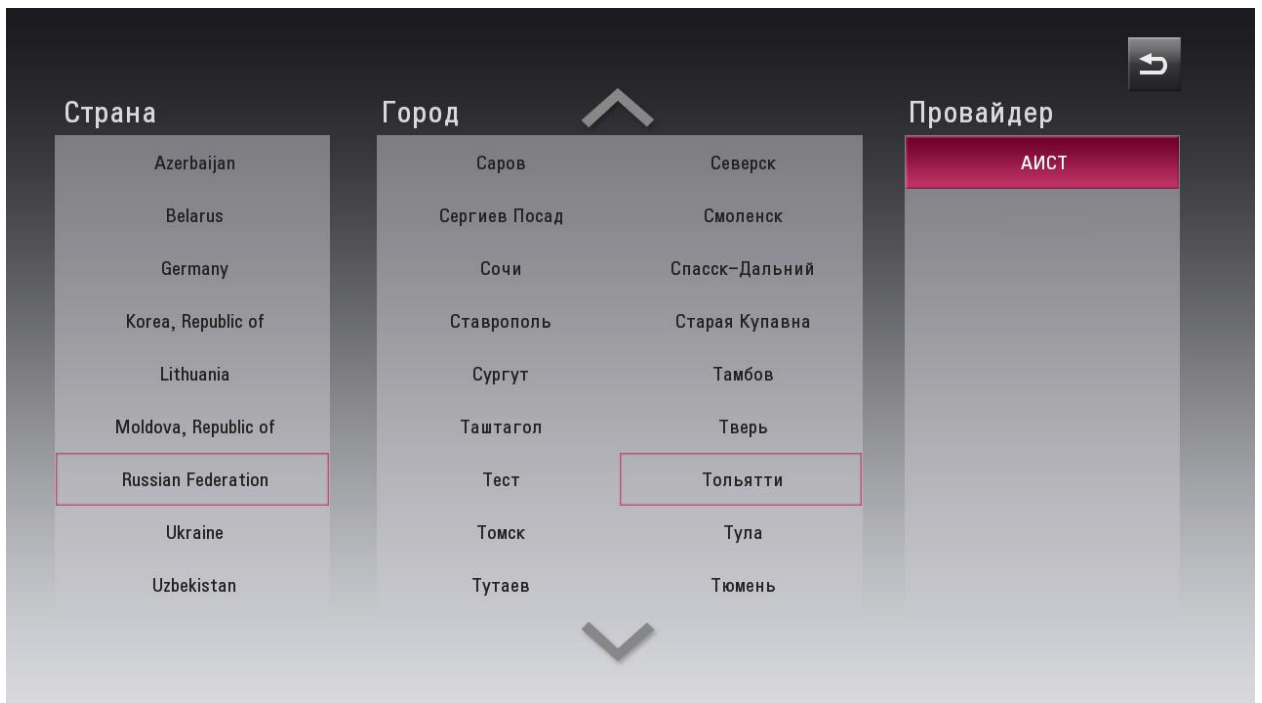 Страна
Город
Провайдер
Azerbaijan
Саров
Северск
АИСТ
Belarus
Сергиев Посад
Смоленск
Germany
Сочи
Спасск-Дальний
Korea, Republic of
Ставрополь
Старая Купавна
Lithuania
Сургут
Тамбов
Moldova, Republic of
Таштагол
Тверь
Russian Federation
Тест
Тольятти
Ukraine
Томск
Тула
Uzbekistan
Тутаев
Тюмень